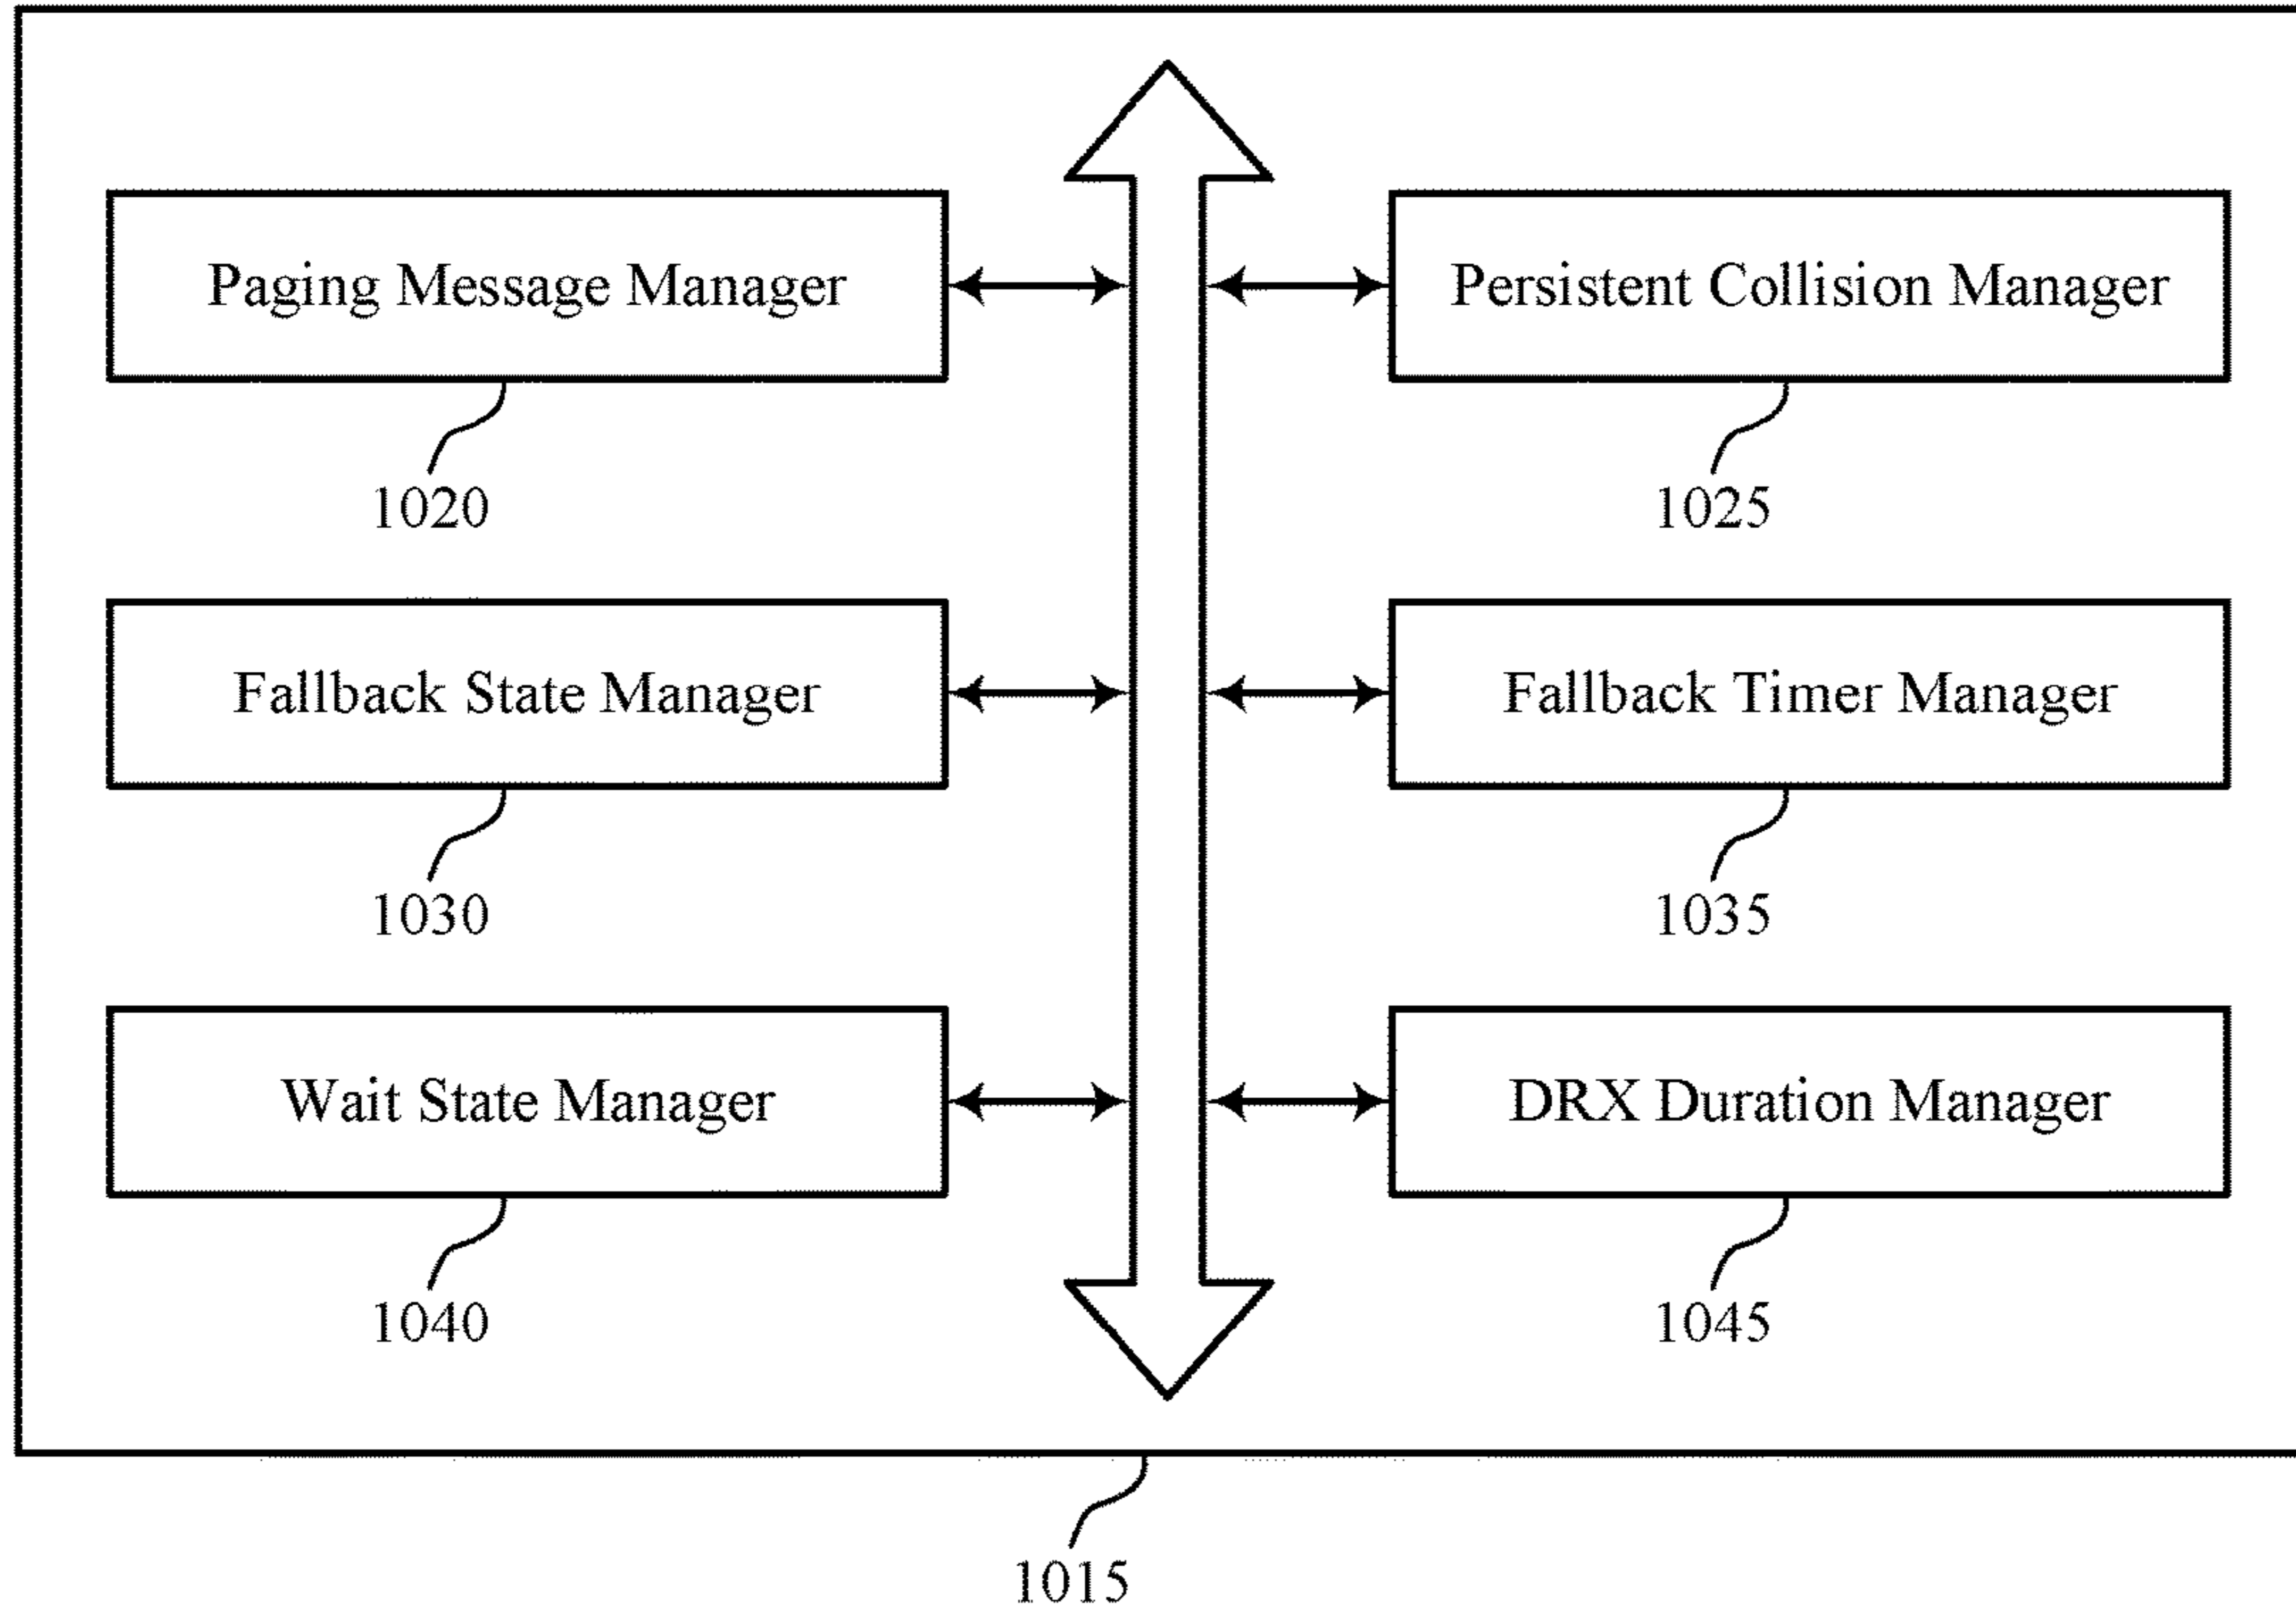 Paging Message Manager
Persistent Collision Manager
1020
1025
Fallback State Manager
Fallback Timer Manager
1030
1035
Wait State Manager
DRX Duration Manager
1040
1045
1015